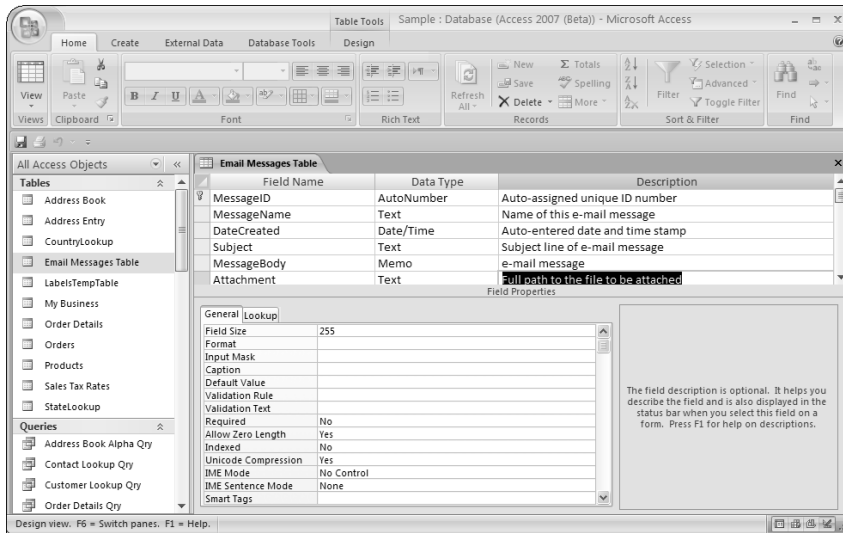 Table Tools
Sample : Database (Access 2007 (Beta)) - Microsoft Access
Home Create External Data Database Tools Design
View
Paste
B I U A
ab
New
Save
Delete
Σ Totals
Spelling
More
Refresh
All
Filter
Selection
Advanced
Toggle Filter
Find
Views Clipboard Font Rich Text Records Sort & Filter Find
All Access Objects
Tables
Address Book
Address Entry
CountryLookup
Email Messages Table
LabelsTempTable
My Business
Order Details
Orders
Products
Sales Tax Rates
StateLookup
Queries
Address Book Alpha Qry
Contact Lookup Qry
Customer Lookup Qry
Order Details Qry
Email Messages Table
Field Name Data Type Description
MessageID AutoNumber Auto-assigned unique ID number
MessageName Text Name of this e-mail message
DateCreated Date/Time Auto-entered date and time stamp
Subject Text Subject line of e-mail message
MessageBody Memo e-mail message
Attachment Text Full path to the file to be attached
Field Properties
General Lookup
Field Size 255
Format
Input Mask
Caption
Default Value
Validation Rule
Validation Text
Required No
Allow Zero Length Yes
Indexed No
Unicode Compression Yes
IME Mode No Control
IME Sentence Mode None
Smart Tags
The field description is optional. It helps you
describe the field and is also displayed in the
status bar when you select this field on a
form. Press F1 for help on descriptions.
Design view. F6 = Switch panes. F1 = Help.